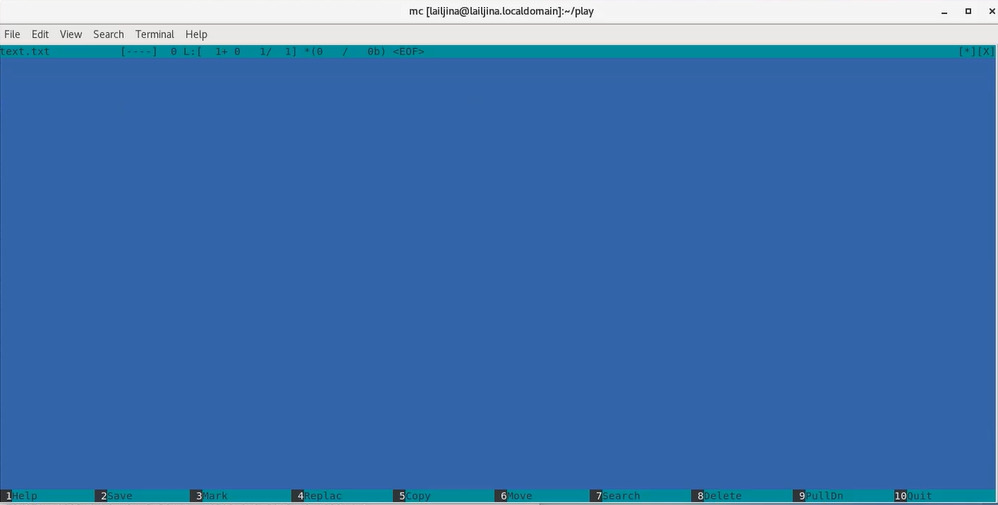 mc [lailjina@lailjina.localdomain]:~/play
File Edit View Search Terminal Help
text.txt [----] 0 L:[ 1+ 0 1/ 1] *(0 / 0b) <EOF> [*][X]
1Help 2Save 3Mark 4Replac 5Copy 6Move 7Search 8Delete 9PullDn 10Quit